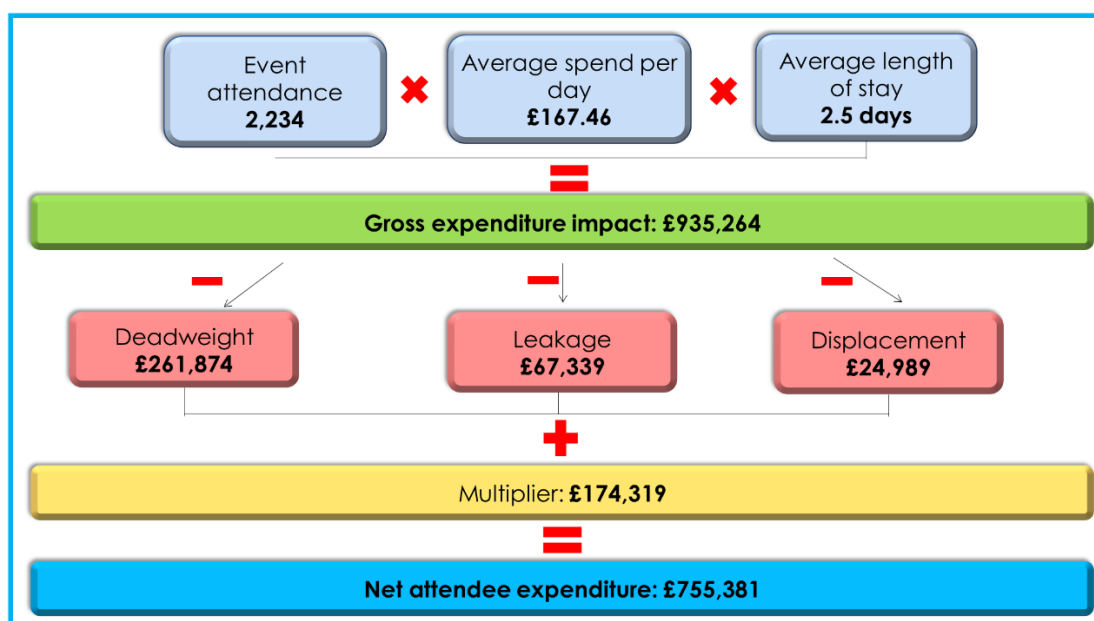 Event
attendance
2,234
Average spend per
day
£167.46
Average length
of stay
2.5 days
Gross expenditure impact: £935,264
Deadweight
£261,874
Leakage
£67,339
Displacement
£24,989
Multiplier: £174,319
Net attendee expenditure: £755,381